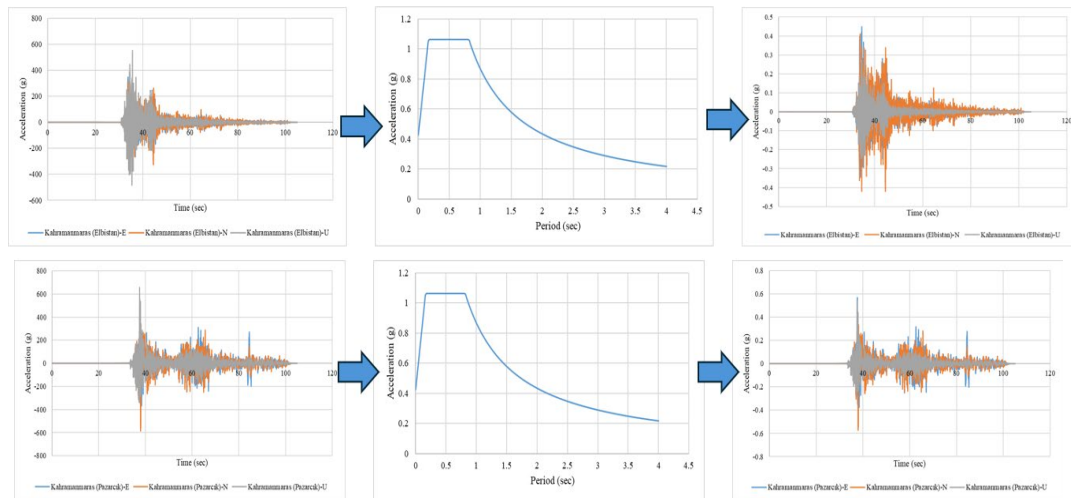 800
600
400
200
0
-200
-400
-600
0 20 40 60 80 100 120
Acceleration (g)
Time (sec)
Kahramanmaras (Elbistan)-E Kahramanmaras (Elbistan)-N Kahramanmaras (Elbistan)-U
1.2
1
0.8
0.6
0.4
0.2
0
0 0.5 1 1.5 2 2.5 3 3.5 4 4.5
Acceleration (g)
Period (sec)
0.5
0.4
0.3
0.2
0.1
0
-0.1
-0.2
-0.3
-0.4
-0.5
0 20 40 60 80 100 120
Acceleration (g)
Time (sec)
Kahramanmaras (Elbistan)-E Kahramanmaras (Elbistan)-N Kahramanmaras (Elbistan)-U
800
600
400
200
0
-200
-400
-600
-800
0 20 40 60 80 100 120
Acceleration (g)
Time (sec)
Kahramanmaras (Pazarcik)-E Kahramanmaras (Pazarcik)-N Kahramanmaras (Pazarcik)-U
1.2
1
0.8
0.6
0.4
0.2
0
0 0.5 1 1.5 2 2.5 3 3.5 4 4.5
Acceleration (g)
Period (sec)
0.8
0.6
0.4
0.2
0
-0.2
-0.4
-0.6
-0.8
0 20 40 60 80 100 120
Acceleration (g)
Time (sec)
Kahramanmaras (Pazarcik)-E Kahramanmaras (Pazarcik)-N Kahramanmaras (Pazarcik)-U